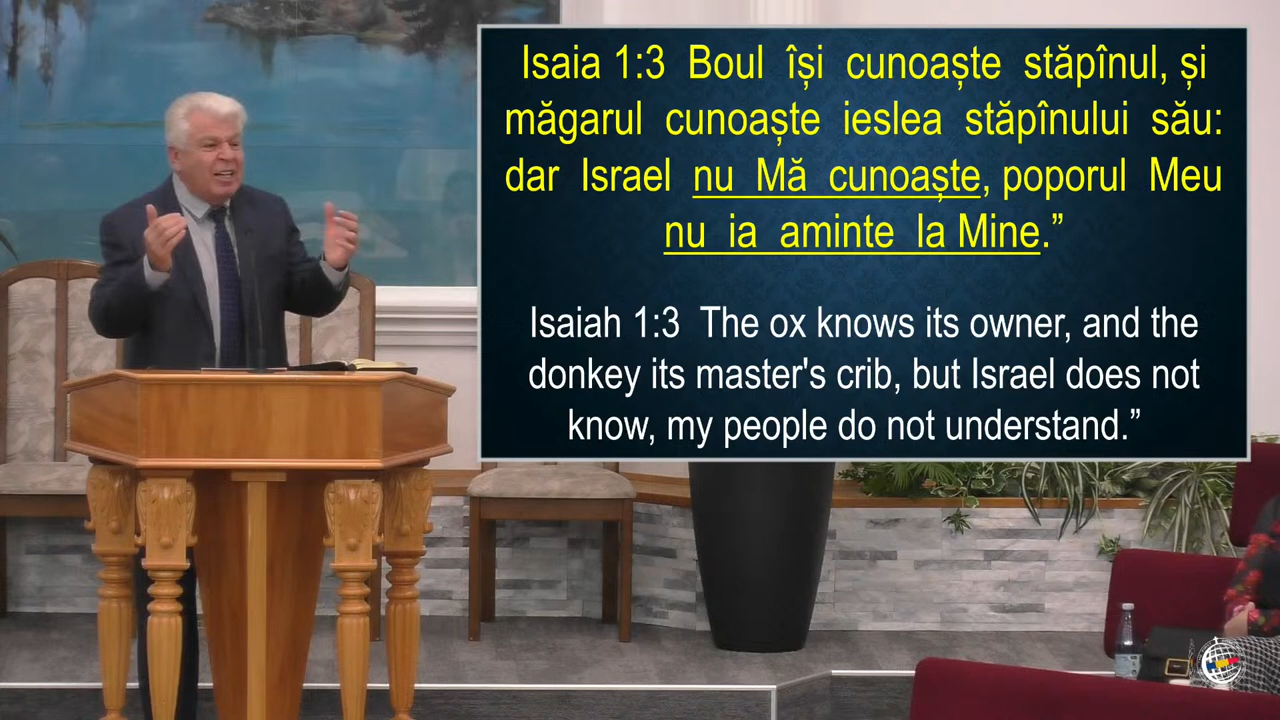 Isaia 1:3 Boul își cunoaște stăpînul, și
măgarul cunoaște ieslea stăpînului său:
dar Israel nu Mă cunoaște, poporul Meu
nu ia aminte la Mine.”
Isaiah 1:3 The ox knows its owner, and the
donkey its master's crib, but Israel does not
know, my people do not understand.”